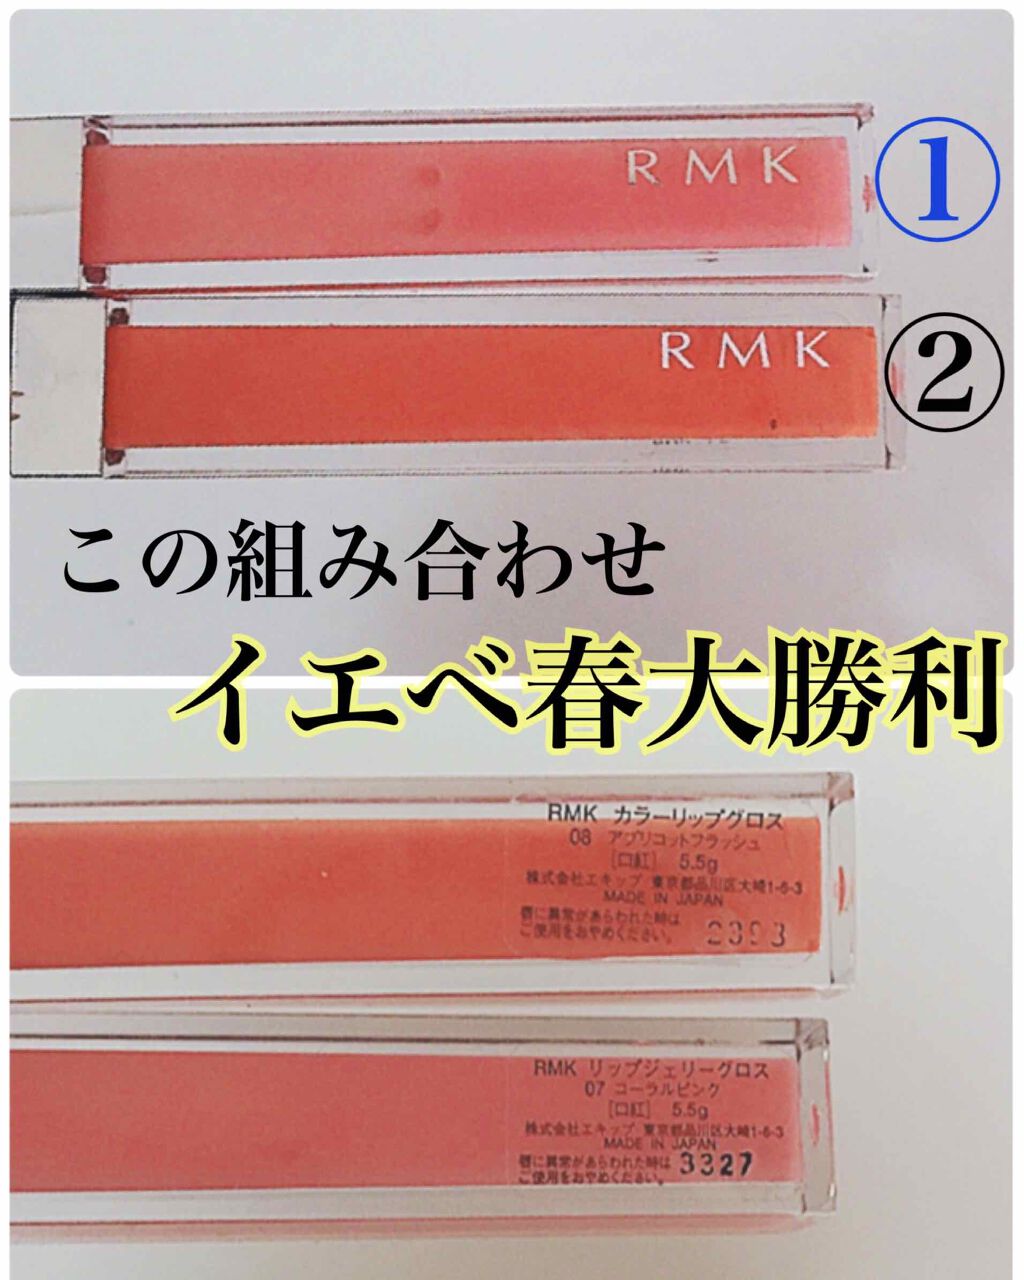 RMK
①
RMK
②
この組み合わせ
イエベ春大勝利
RMK カラーリップグロス
08 アプリコットフラッシュ
[口紅] 5.5g
株式会社エキップ 東京都品川区大崎1-6-3
MADE IN JAPAN
唇に異常があらわれた時は
ご使用をおやめください。
2393
RMK リップジェリーグロス
07 コーラルピンク
[口紅] 5.5g
株式会社エキップ 東京都品川区大崎1-6-3
MADE IN JAPAN
唇に異常があらわれた時は 3327
ご使用をおやめください。